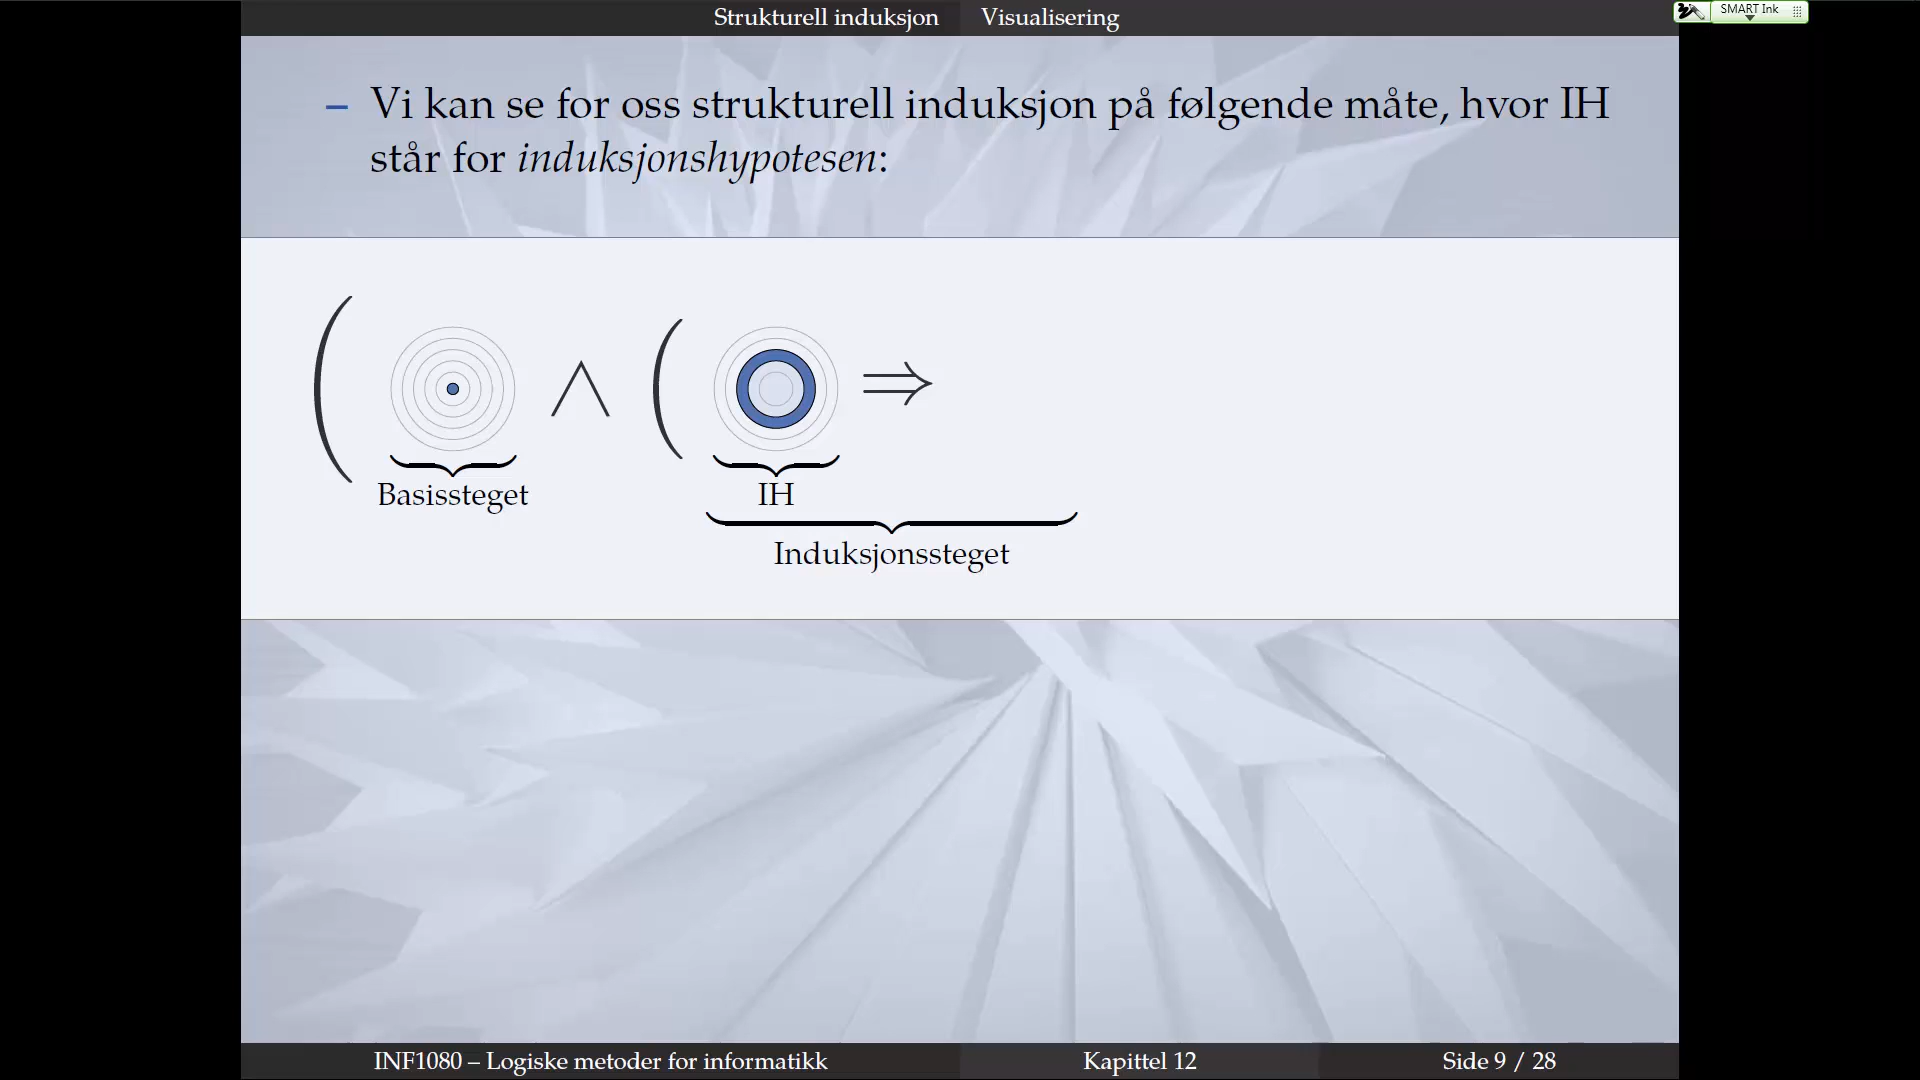 Strukturell induksjon Visualisering
SMART Ink
– Vi kan se for oss strukturell induksjon på følgende måte, hvor IH
står for induksjonshypotesen:
( ∧ ( ⇒
Basissteget IH
Induksjonssteget
INF1080 – Logiske metoder for informatikk Kapittel 12 Side 9 / 28